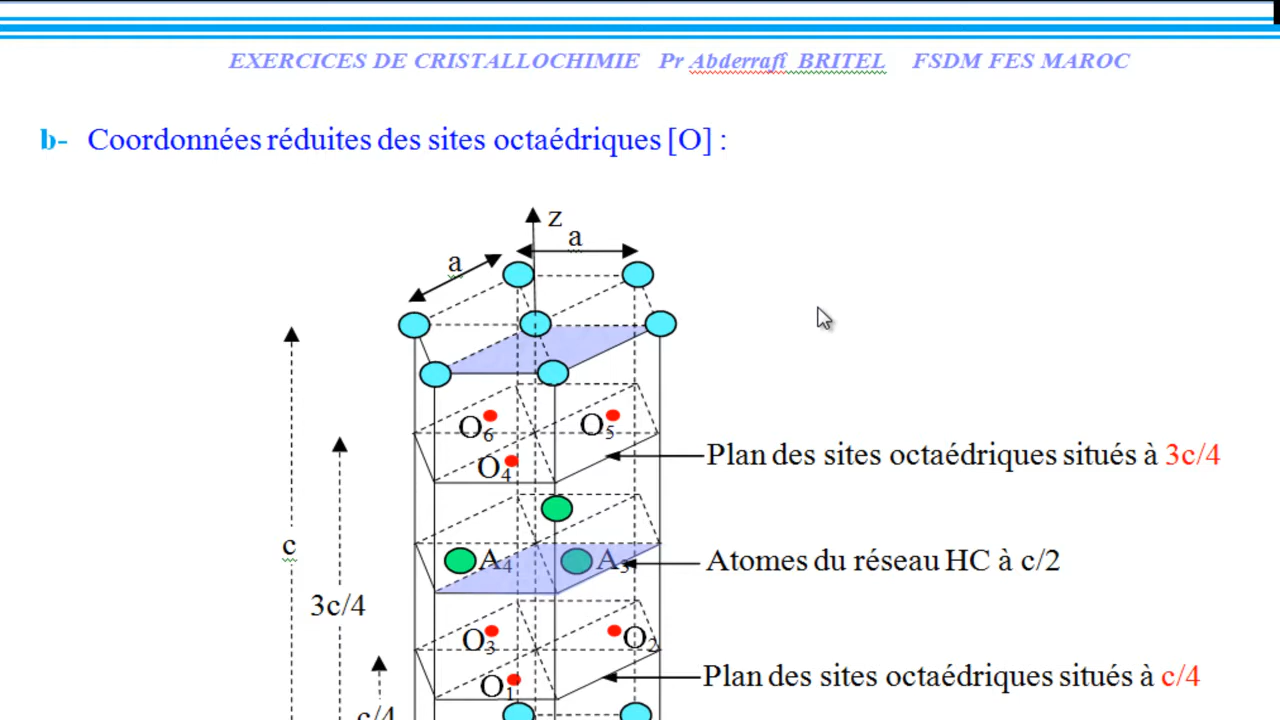 EXERCICES DE CRISTALLOCHIMIE Pr Abderrafî BRITEL FSDM FES MAROC
b- Coordonnées réduites des sites octaédriques [O] :
z
a
a
O6
O5
O4
Plan des sites octaédriques situés à 3c/4
c
A4
A3
Atomes du réseau HC à c/2
3c/4
O3
O2
O1
Plan des sites octaédriques situés à c/4
c/4